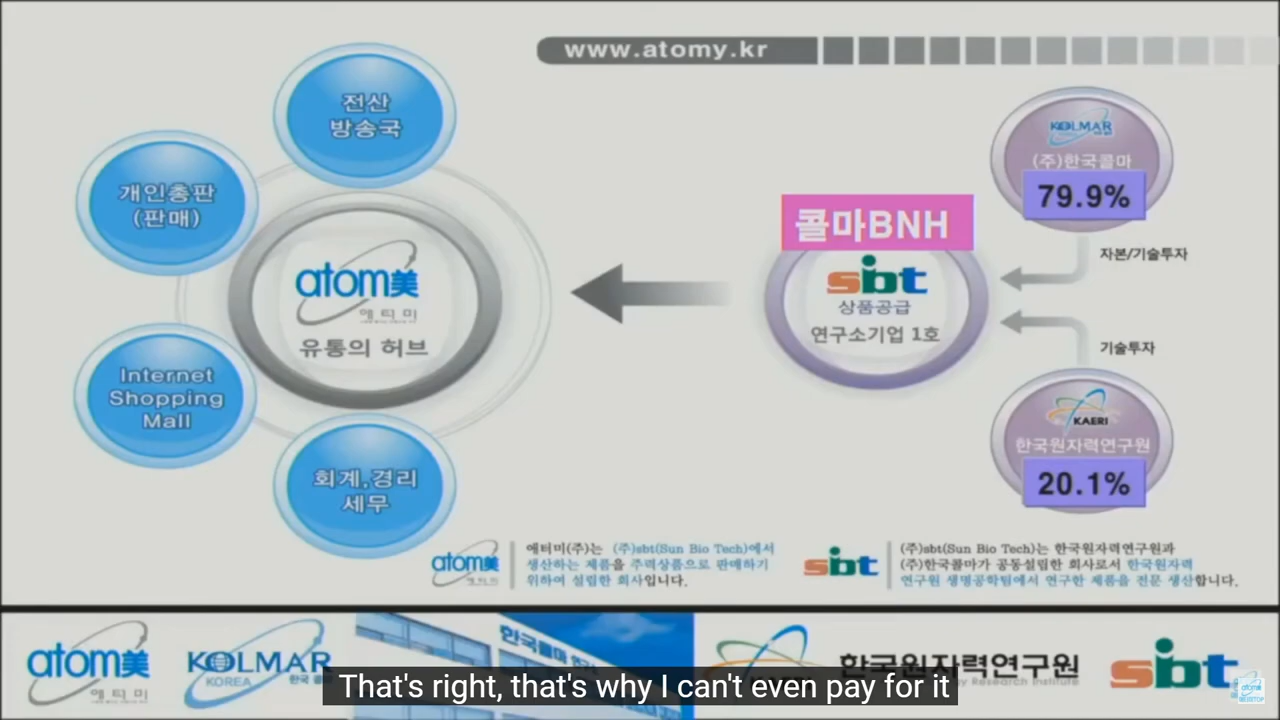 www.atomy.kr
전산
방송국
개인총판
(판매)
Internet
Shopping
Mall
회계,경리
세무
atom美
애터미
유통의 허브
콜마BNH
sbt
상품공급
연구소기업 1호
KOLMAR
(주)한국콜마
79.9%
자본/기술투자
기술투자
KAERI
한국원자력연구원
20.1%
atom美
애터미
애터미(주)는 (주)sbt(Sun Bio Tech)에서
생산하는 제품을 주력상품으로 판매하기
위하여 설립한 회사입니다.
sbt
(주)sbt(Sun Bio Tech)는 한국원자력연구원과
(주)한국콜마가 공동설립한 회사로서 한국원자력
연구원 생명공학팀에서 연구한 제품을 전문 생산합니다.
atom美
애터미
KOLMAR
KOREA 한국콜마
한국콜마
한국원자력연구원
Research Institute
sbt
That's right, that's why I can't even pay for it